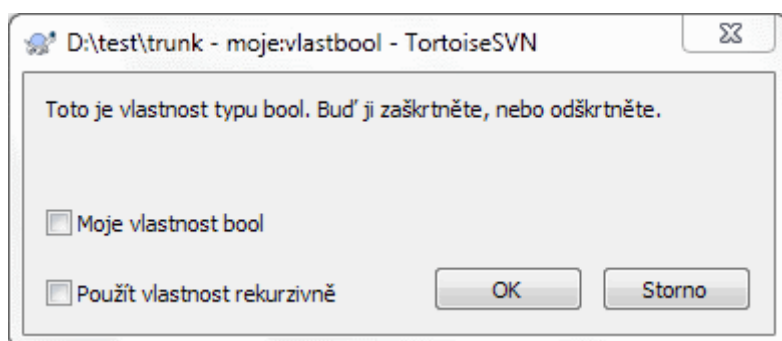 D:\test\trunk - moje:vlastbool - TortoiseSVN
Toto je vlastnost typu bool. Buď ji zaškrtněte, nebo odškrtněte.
Moje vlastnost bool
Použít vlastnost rekurzivně
OK
Storno